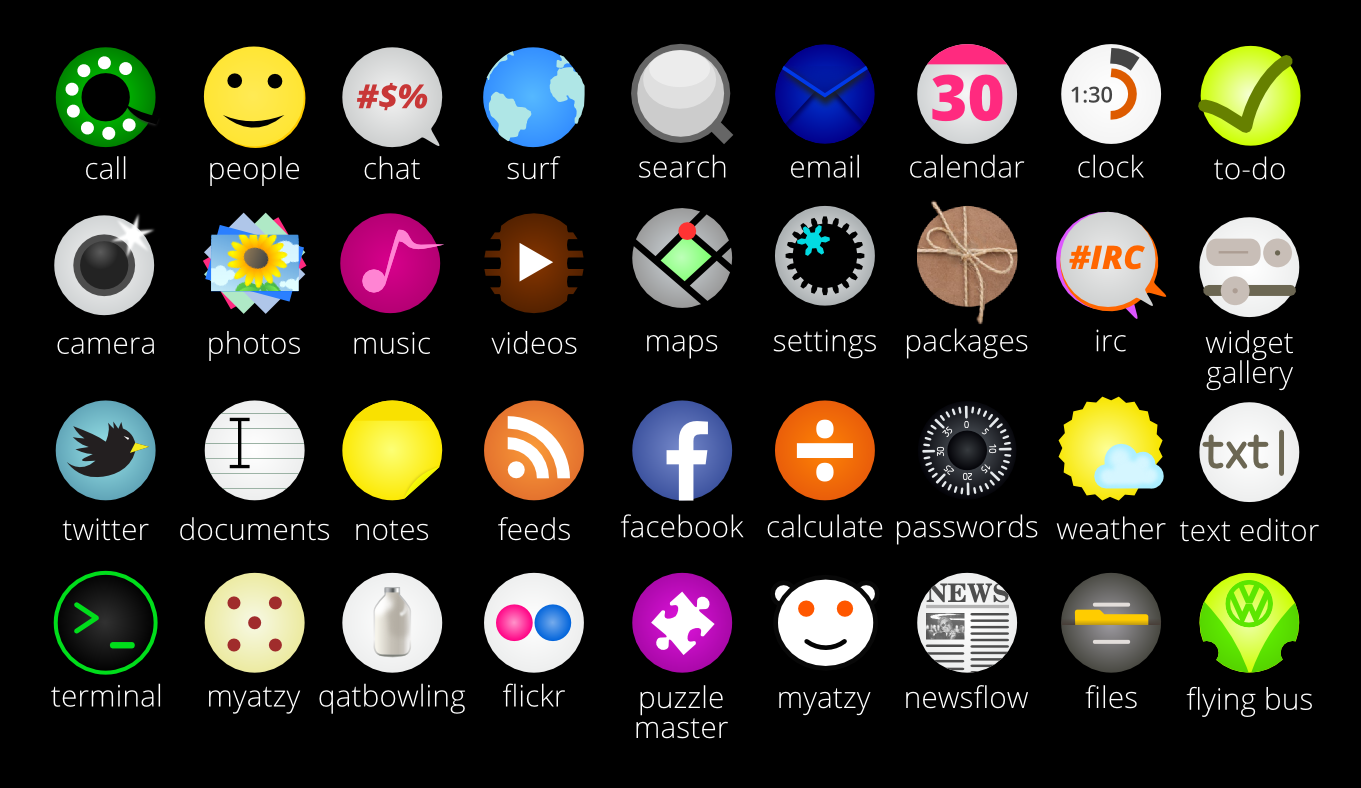 #$%
30
1:30
call
people
chat
surf
search
email
calendar
clock
to-do
#IRC
camera
photos
music
videos
maps
settings
packages
irc
widget
gallery
0
5
10
15
20
25
30
35
txt|
twitter
documents
notes
feeds
facebook
calculate
passwords
weather
text editor
>_
NEWS
terminal
myatzy
qatbowling
flickr
puzzle
master
myatzy
newsflow
files
flying bus